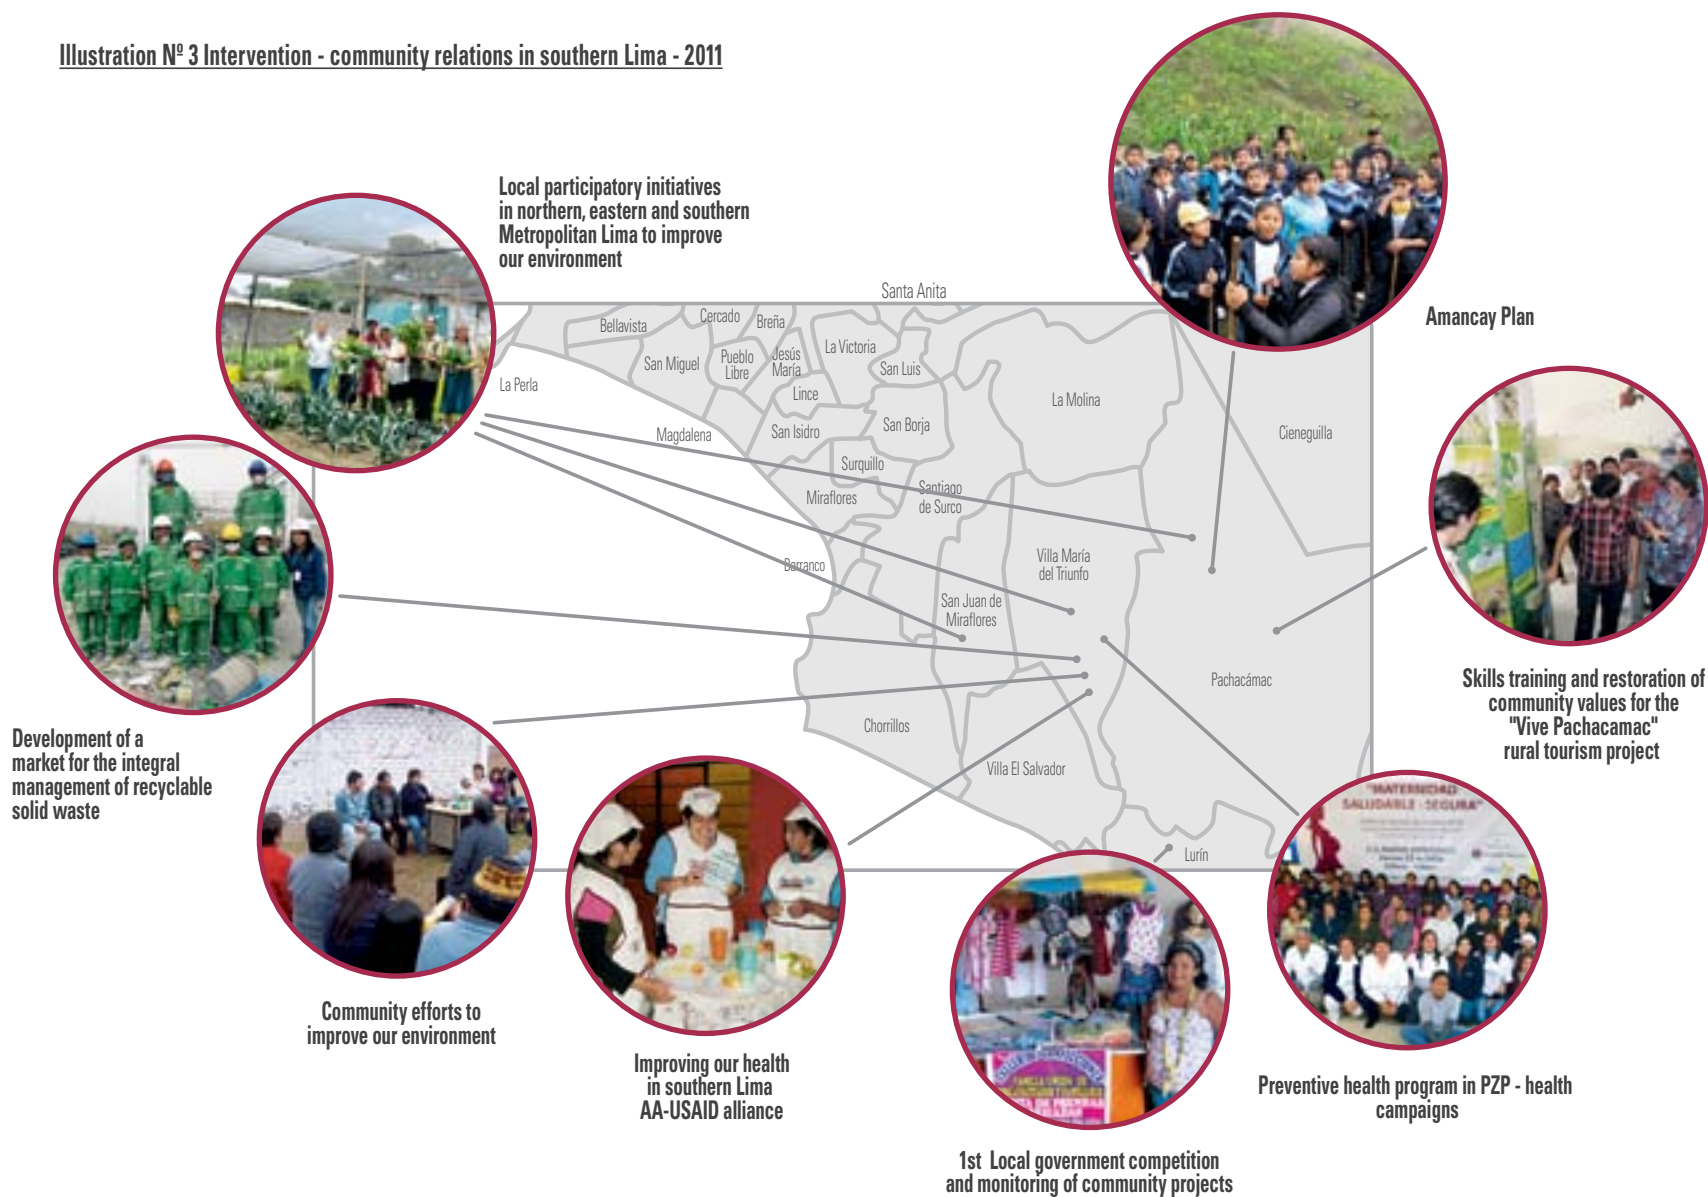 Illustration Nº 3 Intervention - community relations in southern Lima - 2011
Local participatory initiatives
in northern, eastern and southern
Metropolitan Lima to improve
our environment
Amancay Plan
Santa Anita
Bellavista
Cercado
Breña
La Victoria
San Miguel
Pueblo
Libre
Jesús
María
San Luis
La Perla
Lince
La Molina
Magdalena
San Isidro
San Borja
Cieneguilla
Surquillo
Miraflores
Santiago
de Surco
Barranco
Villa María
del Triunfo
San Juan de
Miraflores
Pachacámac
Chorrillos
Villa El Salvador
Lurín
Skills training and restoration of
community values for the
"Vive Pachacamac"
rural tourism project
Development of a
market for the integral
management of recyclable
solid waste
"MATERNIDAD
SALUDABLE - SEGURA"
Community efforts to
improve our environment
Improving our health
in southern Lima
AA-USAID alliance
Preventive health program in PZP - health
campaigns
1st Local government competition
and monitoring of community projects